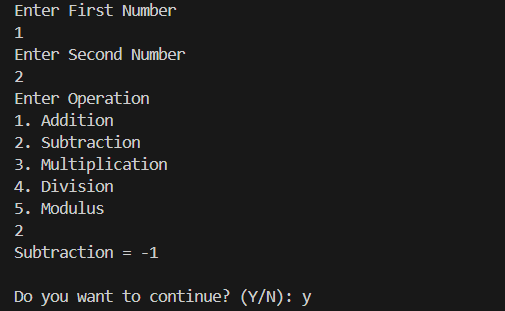 Enter First Number
1
Enter Second Number
2
Enter Operation
1. Addition
2. Subtraction
3. Multiplication
4. Division
5. Modulus
2
Subtraction = -1
Do you want to continue? (Y/N): y